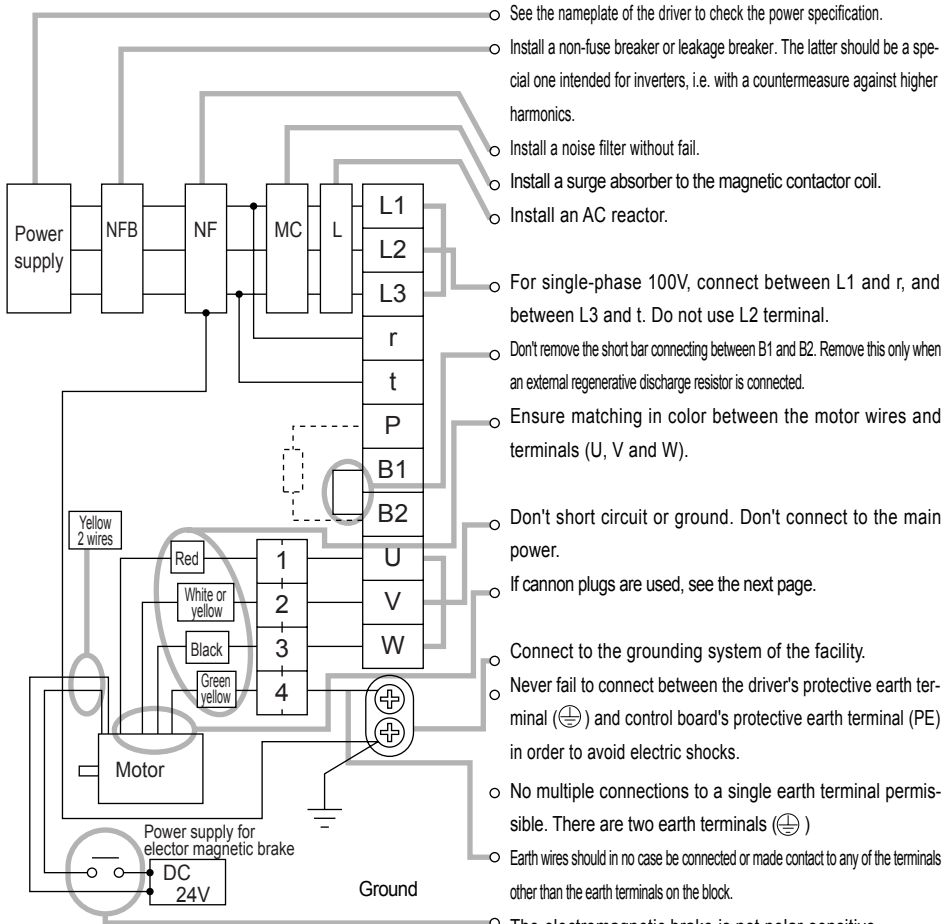 See the nameplate of the driver to check the power specification.
Install a non-fuse breaker or leakage breaker. The latter should be a spe-
cial one intended for inverters, i.e. with a countermeasure against higher
harmonics.
Install a noise filter without fail.
Install a surge absorber to the magnetic contactor coil.
Install an AC reactor.
For single-phase 100V, connect between L1 and r, and
between L3 and t. Do not use L2 terminal.
Don't remove the short bar connecting between B1 and B2. Remove this only when
an external regenerative discharge resistor is connected.
Ensure matching in color between the motor wires and
terminals (U, V and W).
Don't short circuit or ground. Don't connect to the main
power.
If cannon plugs are used, see the next page.
Connect to the grounding system of the facility.
Never fail to connect between the driver's protective earth ter-
minal ( ) and control board's protective earth terminal (PE)
in order to avoid electric shocks.
No multiple connections to a single earth terminal permis-
sible. There are two earth terminals ( )
Earth wires should in no case be connected or made contact to any of the terminals
other than the earth terminals on the block.
The electromagnetic brake is not polar sensitive
Power
supply
NFB
NF
MC
L
L1
L2
L3
r
t
P
B1
B2
U
V
W
Yellow
2 wires
Red
White or
yellow
Black
Green
yellow
1
2
3
4
Motor
Power supply for
elector magnetic brake
DC
24V
Ground